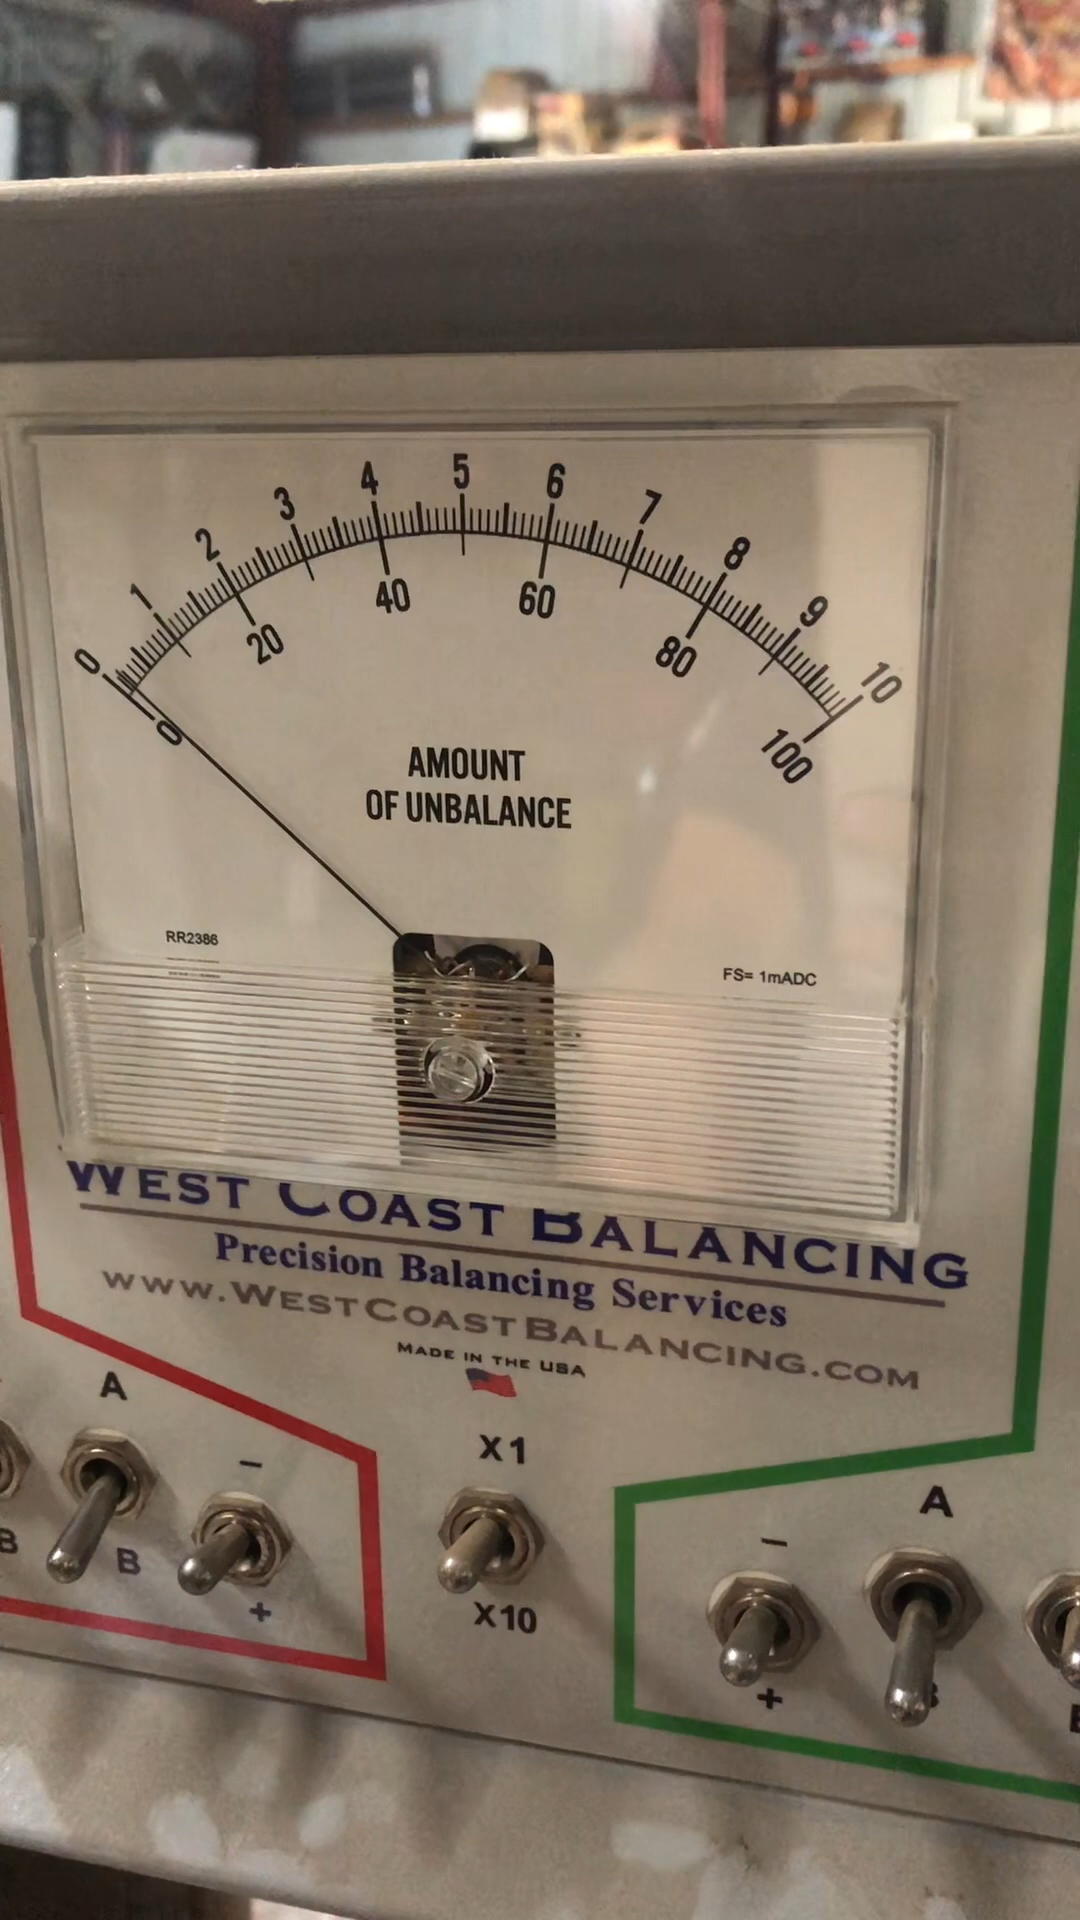 0 1 2 3 4 5 6 7 8 9 10
0 20 40 60 80 100
AMOUNT
OF UNBALANCE
RR2386
FS= 1mADC
WEST COAST BALANCING
Precision Balancing Services
WWW.WESTCOASTBALANCING.COM
MADE IN THE USA
A
B
B
-
+
X1
X10
-
+
A
B